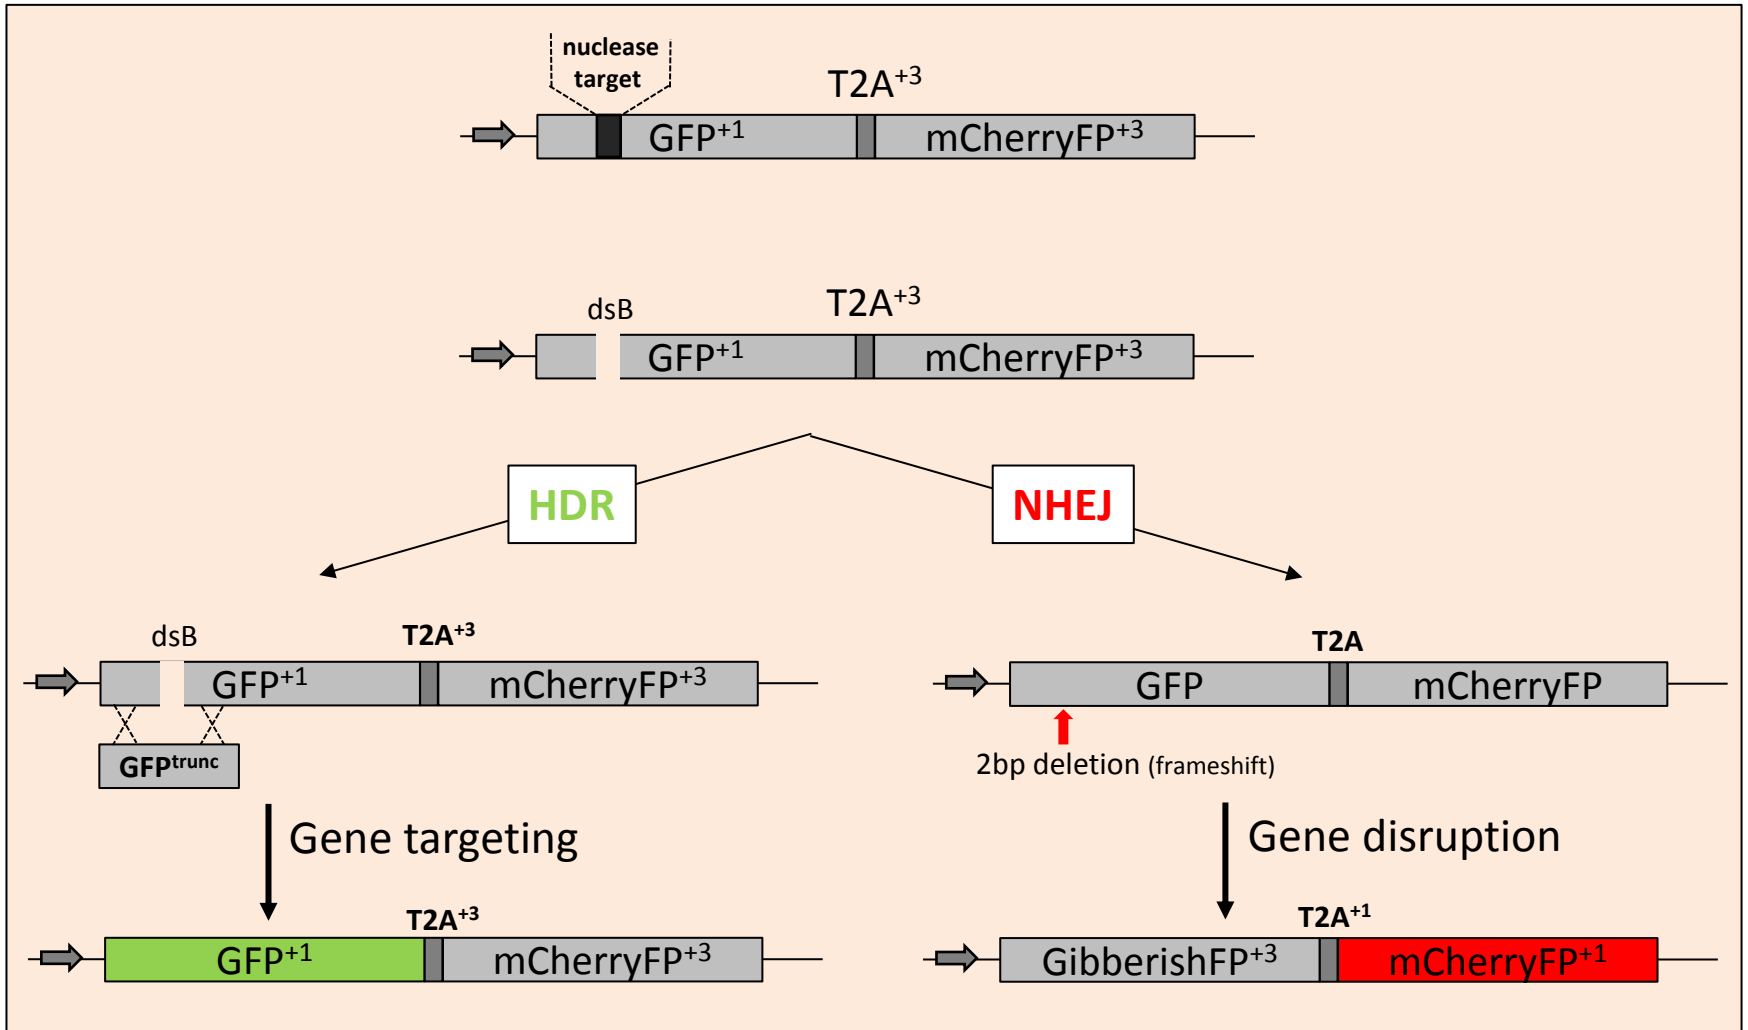 nuclease
target
T2A⁺³
GFP⁺¹ mCherryFP⁺³
dsB
T2A⁺³
GFP⁺¹ mCherryFP⁺³
HDR
NHEJ
dsB
T2A⁺³
GFP⁺¹ mCherryFP⁺³
GFPᵗʳᵘⁿᶜ
Gene targeting
T2A⁺³
GFP⁺¹ mCherryFP⁺³
T2A
GFP mCherryFP
2bp deletion (frameshift)
Gene disruption
T2A⁺¹
GibberishFP⁺³ mCherryFP⁺¹